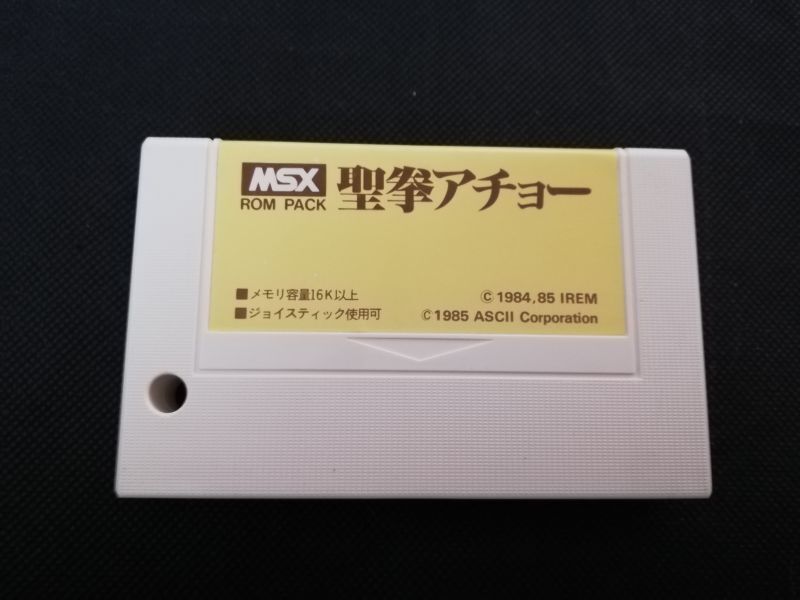 MSX 聖拳アチョー
ROM PACK
■メモリ容量16K以上
■ジョイスティック使用可
©1984,85 IREM
©1985 ASCII Corporation